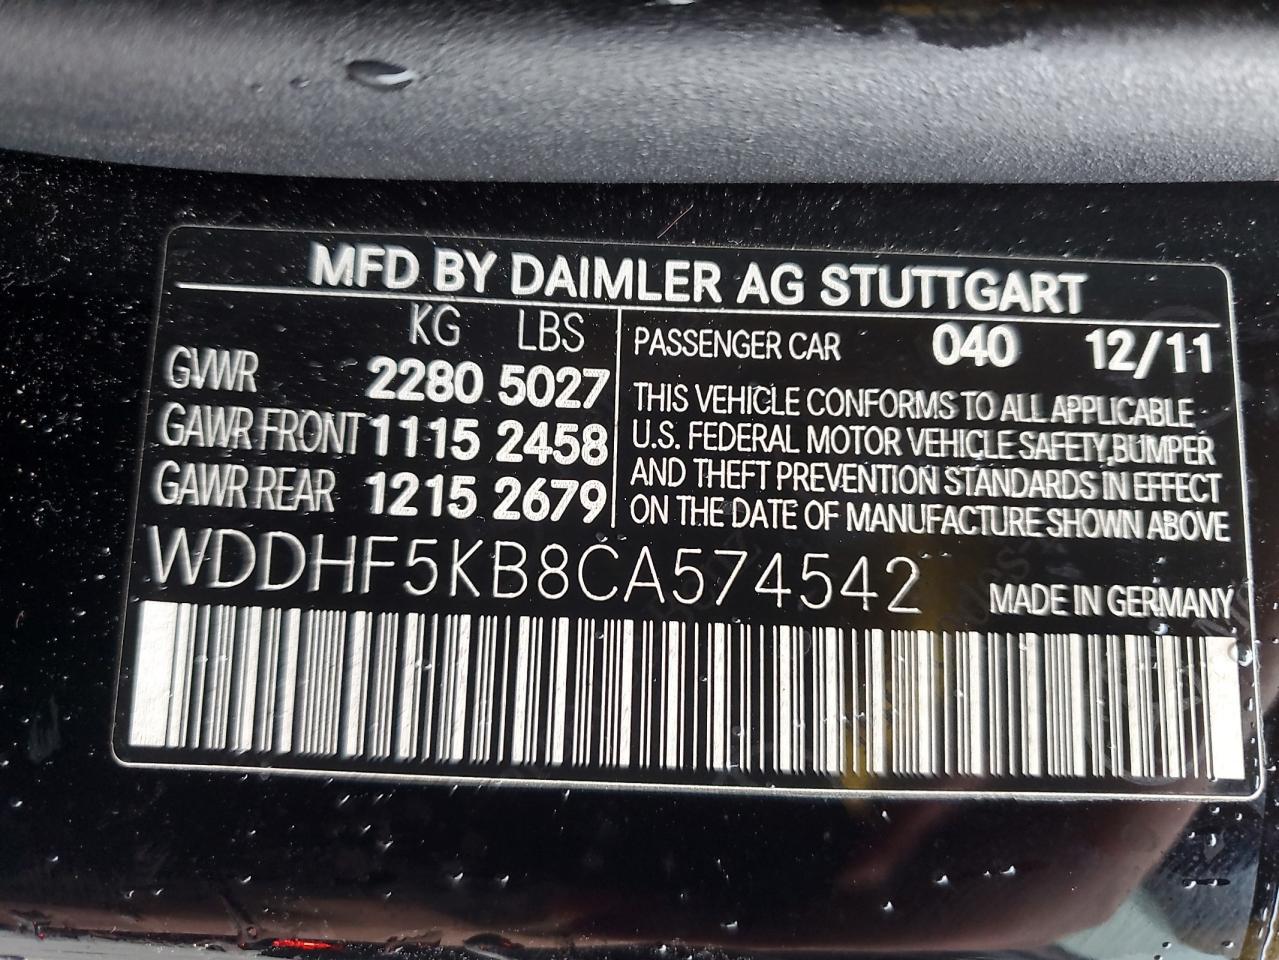 MFD BY DAIMLER AG STUTTGART
KG LBS
GVWR 2280 5027
GAWR FRONT 1115 2458
GAWR REAR 1215 2679
PASSENGER CAR 040 12/11
THIS VEHICLE CONFORMS TO ALL APPLICABLE
U.S. FEDERAL MOTOR VEHICLE SAFETY,BUMPER
AND THEFT PREVENTION STANDARDS IN EFFECT
ON THE DATE OF MANUFACTURE SHOWN ABOVE
WDDHF5KB8CA574542
MADE IN GERMANY